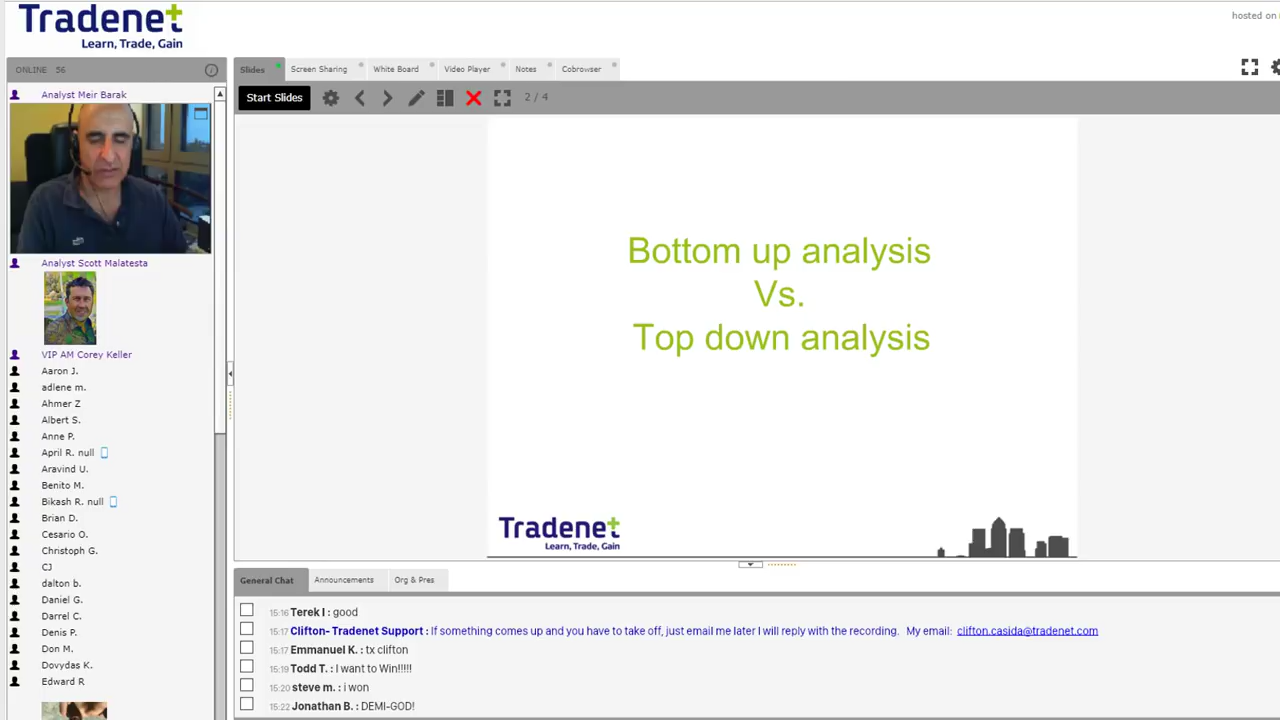 Tradenet
Learn, Trade, Gain
hosted on
ONLINE 56
Analyst Meir Barak
Analyst Scott Malatesta
VIP AM Corey Keller
Aaron J.
adlene m.
Ahmer Z
Albert S.
Anne P.
April R. null
Aravind U.
Benito M.
Bikash R. null
Brian D.
Cesario O.
Christoph G.
CJ
dalton b.
Daniel G.
Darrel C.
Denis P.
Don M.
Dovydas K.
Edward R
Slides Screen Sharing White Board Video Player Notes Cobrowser
Start Slides 2 / 4
Bottom up analysis
Vs.
Top down analysis
Tradenet
Learn, Trade, Gain
General Chat Announcements Org & Pres
15:16 Terek I : good
15:17 Clifton- Tradenet Support : If something comes up and you have to take off, just email me later I will reply with the recording. My email: clifton.casida@tradenet.com
15:17 Emmanuel K. : tx clifton
15:19 Todd T. : I want to Win!!!!!
15:20 steve m. : i won
15:22 Jonathan B. : DEMI-GOD!